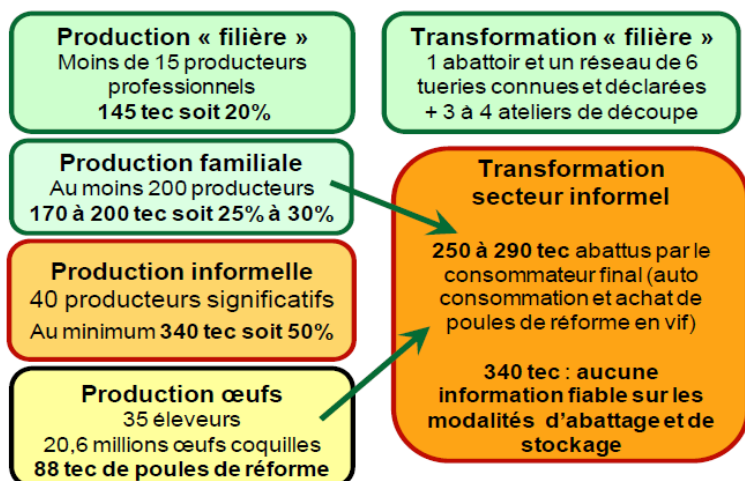 Production « filière »
Moins de 15 producteurs
professionnels
145 tec soit 20%
Transformation « filière »
1 abattoir et un réseau de 6
tueries connues et déclarées
+ 3 à 4 ateliers de découpe
Production familiale
Au moins 200 producteurs
170 à 200 tec soit 25% à 30%
Production informelle
40 producteurs significatifs
Au minimum 340 tec soit 50%
Production œufs
35 éleveurs
20,6 millions œufs coquilles
88 tec de poules de réforme
Transformation
secteur informel
250 à 290 tec abattus par le
consommateur final (auto
consommation et achat de
poules de réforme en vif)
340 tec : aucune
information fiable sur les
modalités d'abattage et de
stockage